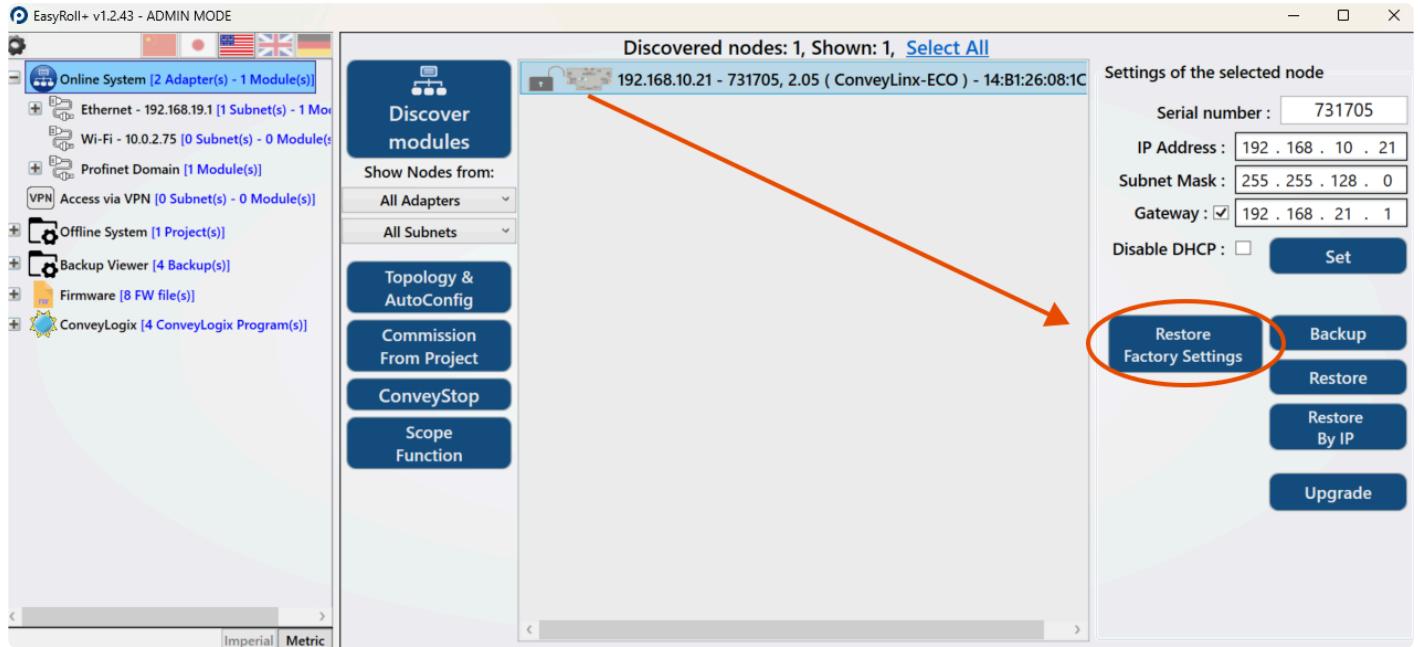 EasyRoll+ v1.2.43 - ADMIN MODE
Online System [2 Adapter(s) - 1 Module(s)]
Ethernet - 192.168.19.1 [1 Subnet(s) - 1 Mo
Wi-Fi - 10.0.2.75 [0 Subnet(s) - 0 Module(s
Profinet Domain [1 Module(s)]
VPN Access via VPN [0 Subnet(s) - 0 Module(s)]
Offline System [1 Project(s)]
Backup Viewer [4 Backup(s)]
FW Firmware [8 FW file(s)]
ConveyLogix [4 ConveyLogix Program(s)]
Imperial Metric
Discovered nodes: 1, Shown: 1, Select All
Discover
modules
Show Nodes from:
All Adapters
All Subnets
Topology &
AutoConfig
Commission
From Project
ConveyStop
Scope
Function
192.168.10.21 - 731705, 2.05 ( ConveyLinx-ECO ) - 14:B1:26:08:1C
Settings of the selected node
Serial number : 731705
IP Address : 192 . 168 . 10 . 21
Subnet Mask : 255 . 255 . 128 . 0
Gateway : 192 . 168 . 21 . 1
Disable DHCP :
Set
Restore
Factory Settings
Backup
Restore
Restore
By IP
Upgrade